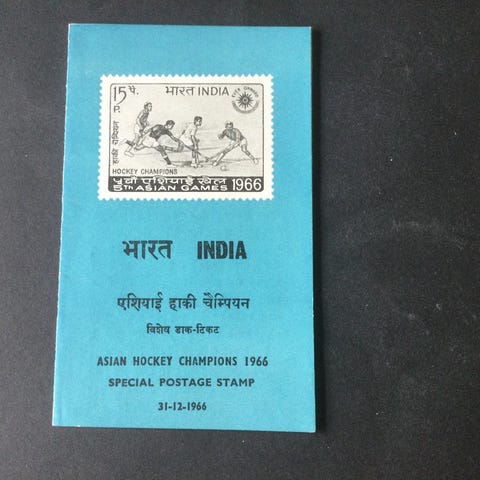 15 पै.
P.
भारत INDIA
हाकी चैम्पियन
HOCKEY CHAMPIONS
5TH ASIAN GAMES 1966
भारत INDIA
एशियाई हाकी चैम्पियन
विशेष डाक-टिकट
ASIAN HOCKEY CHAMPIONS 1966
SPECIAL POSTAGE STAMP
31-12-1966